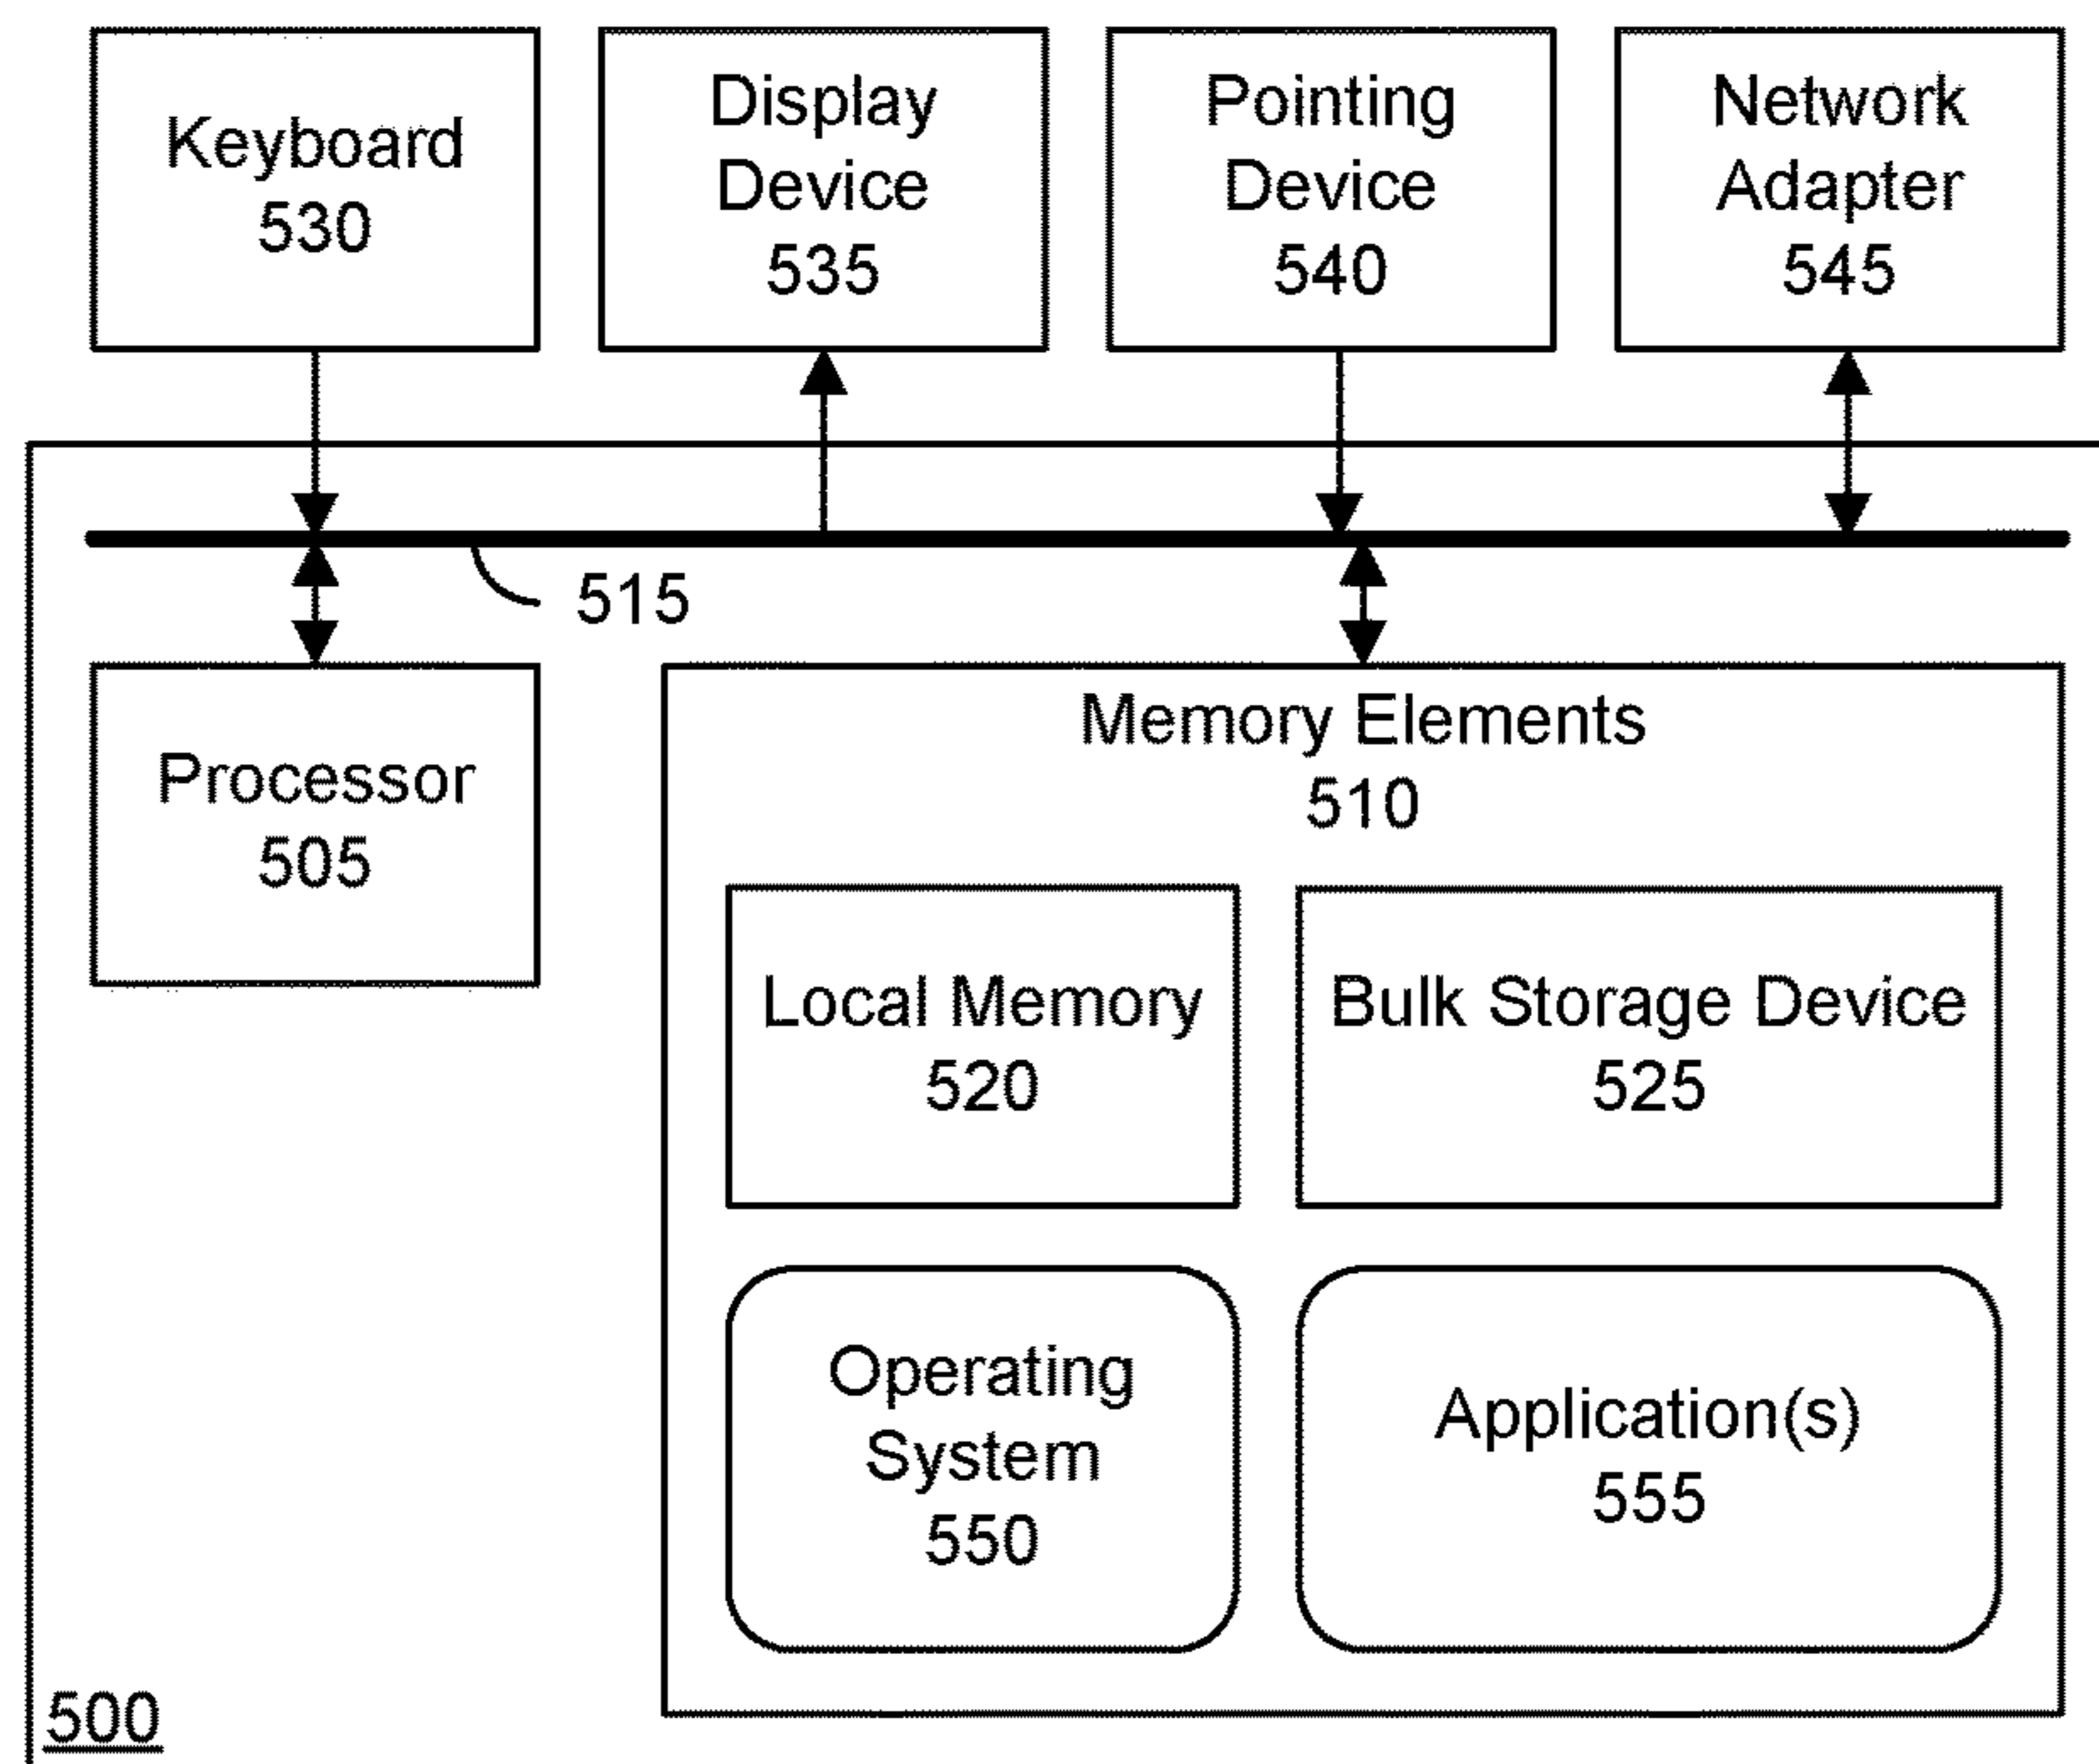 Keyboard
530
Display
Device
535
Pointing
Device
540
Network
Adapter
545
515
Processor
505
Memory Elements
510
Local Memory
520
Bulk Storage Device
525
Operating
System
550
Application(s)
555
500